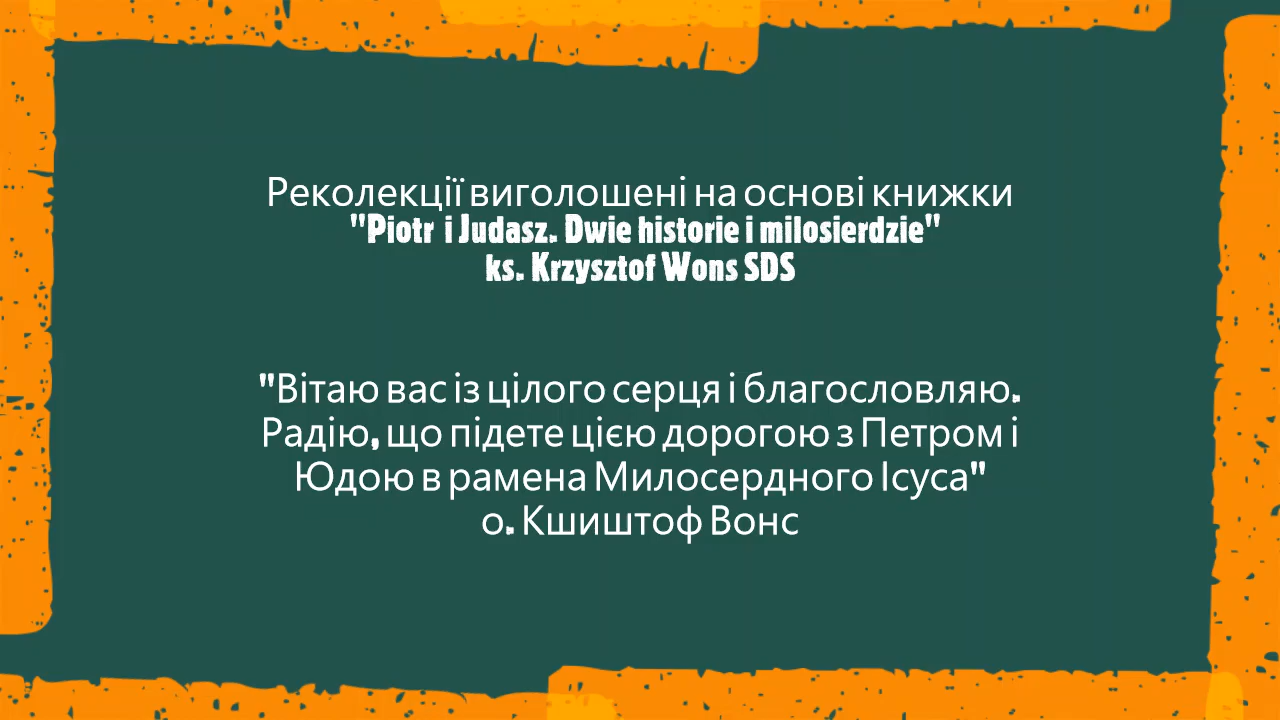 Реколекції виголошені на основі книжки
"Piotr i Judasz. Dwie historie i milosierdzie"
ks. Krzysztof Wons SDS
"Вітаю вас із цілого серця і благословляю.
Радію, що підете цією дорогою з Петром і
Юдою в рамена Милосердного Ісуса"
о. Кшиштоф Вонс